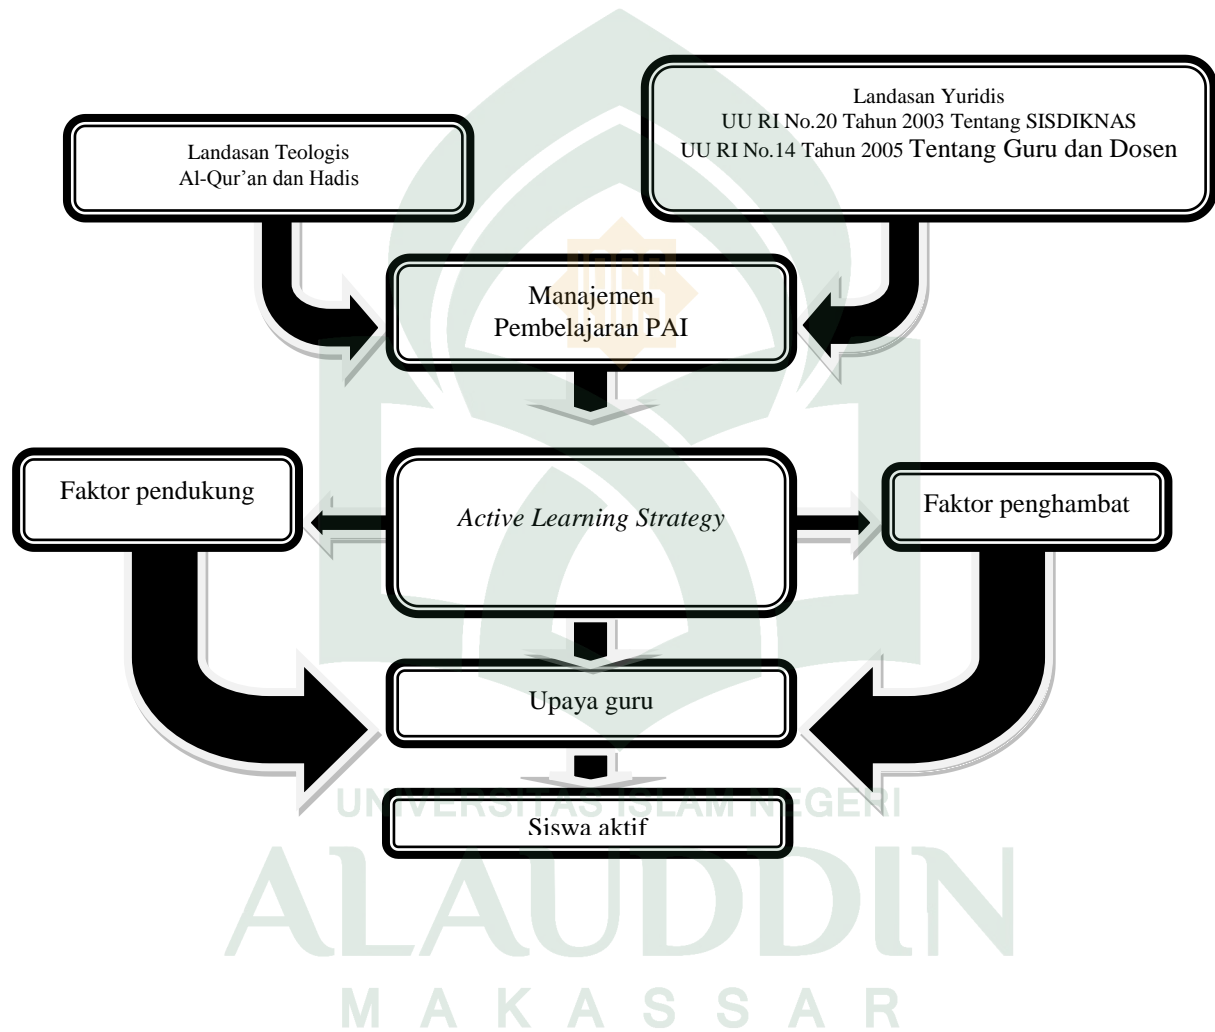 Landasan Yuridis
UU RI No.20 Tahun 2003 Tentang SISDIKNAS
UU RI No.14 Tahun 2005 Tentang Guru dan Dosen
Landasan Teologis
Al-Qur’an dan Hadis
Manajemen
Pembelajaran PAI
Faktor pendukung
Active Learning Strategy
Faktor penghambat
Upaya guru
Siswa aktif
UNIVERSITAS ISLAM NEGERI
ALAUDDIN
MAKASSAR